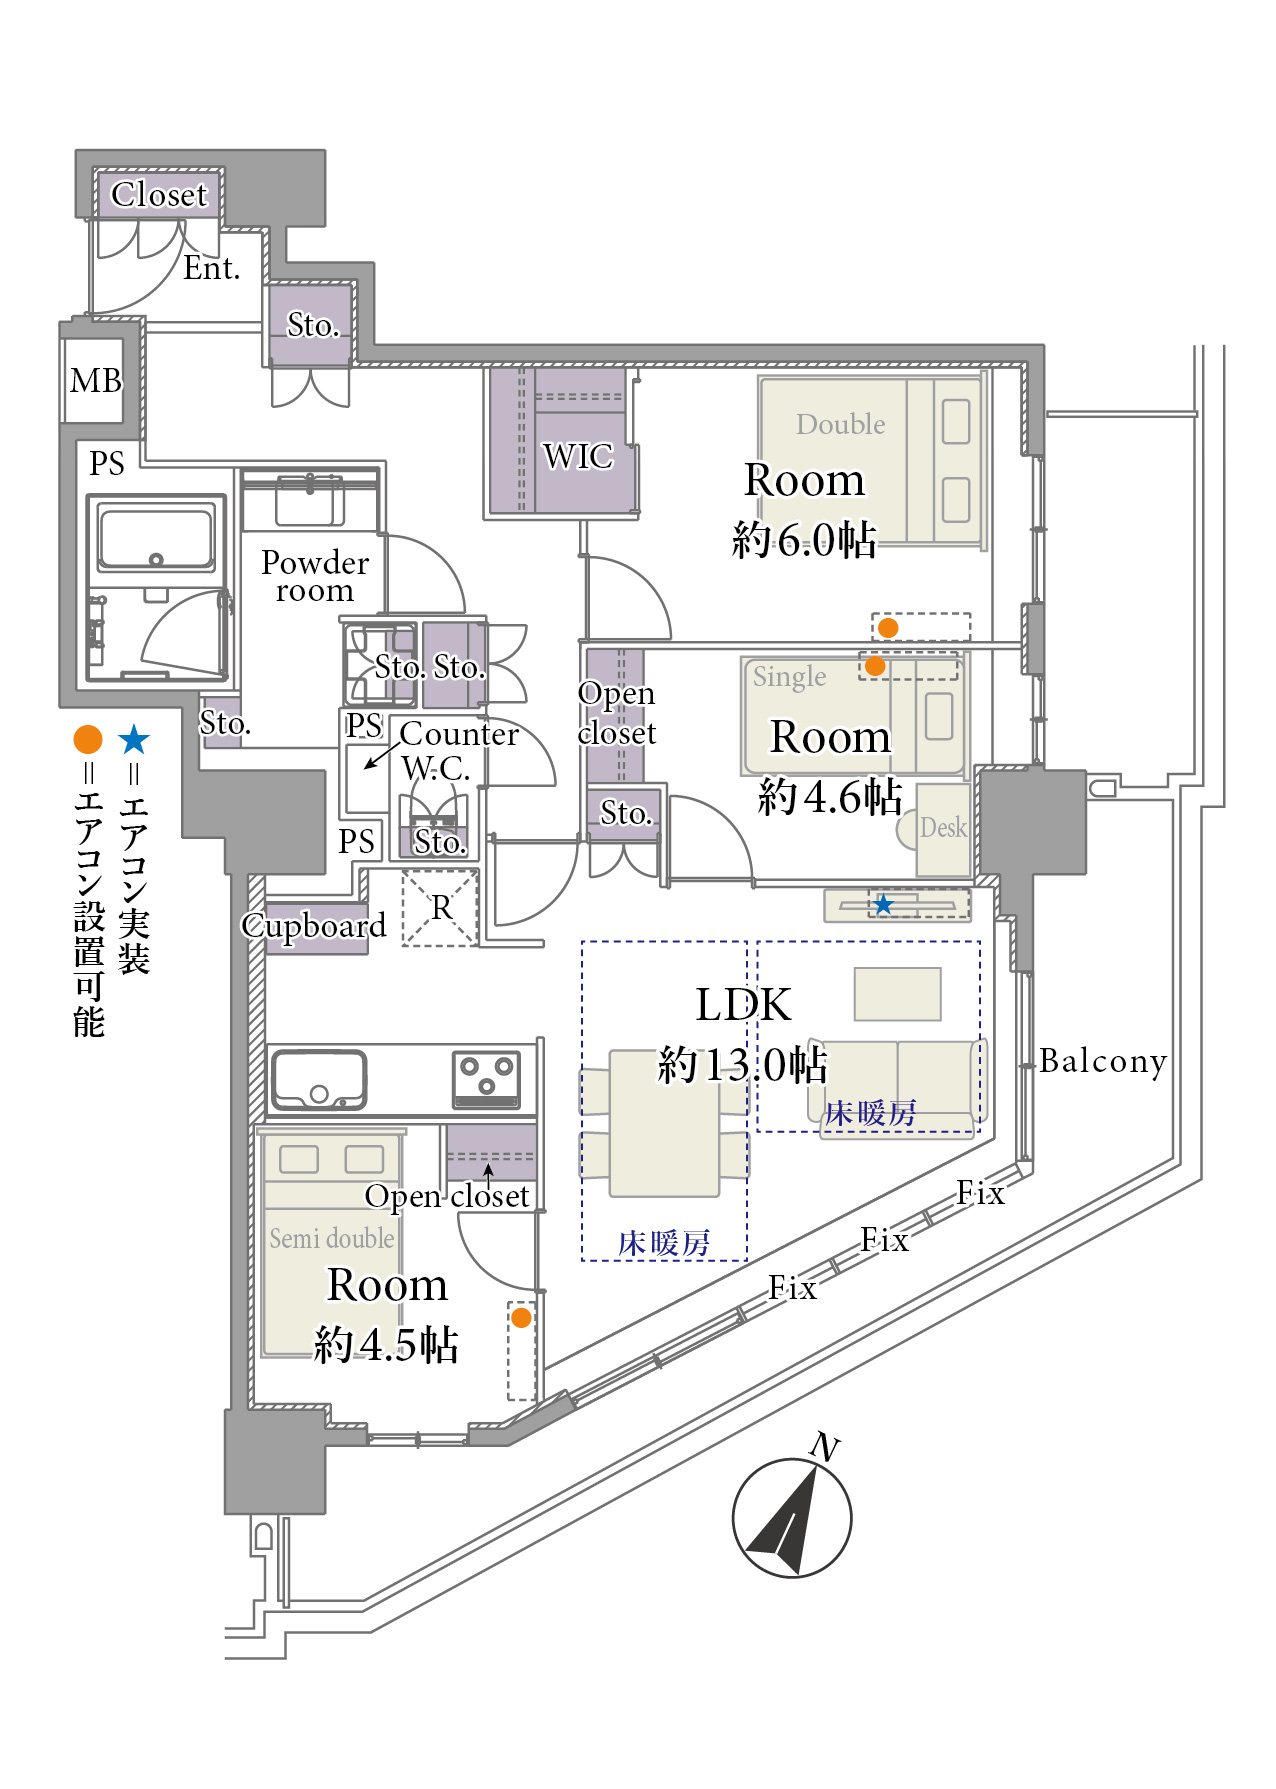 Closet
Ent.
Sto.
MB
PS
WIC
Double
Room
約6.0帖
Powder
room
Sto.
Sto.
Single
Open
closet
Room
約4.6帖
Sto.
PS
Counter
W.C.
Sto.
Desk
PS
Sto.
R
Cupboard
★=エアコン実装
●=エアコン設置可能
LDK
約13.0帖
床暖房
床暖房
Balcony
Open closet
Semi double
Room
約4.5帖
Fix
Fix
Fix
N